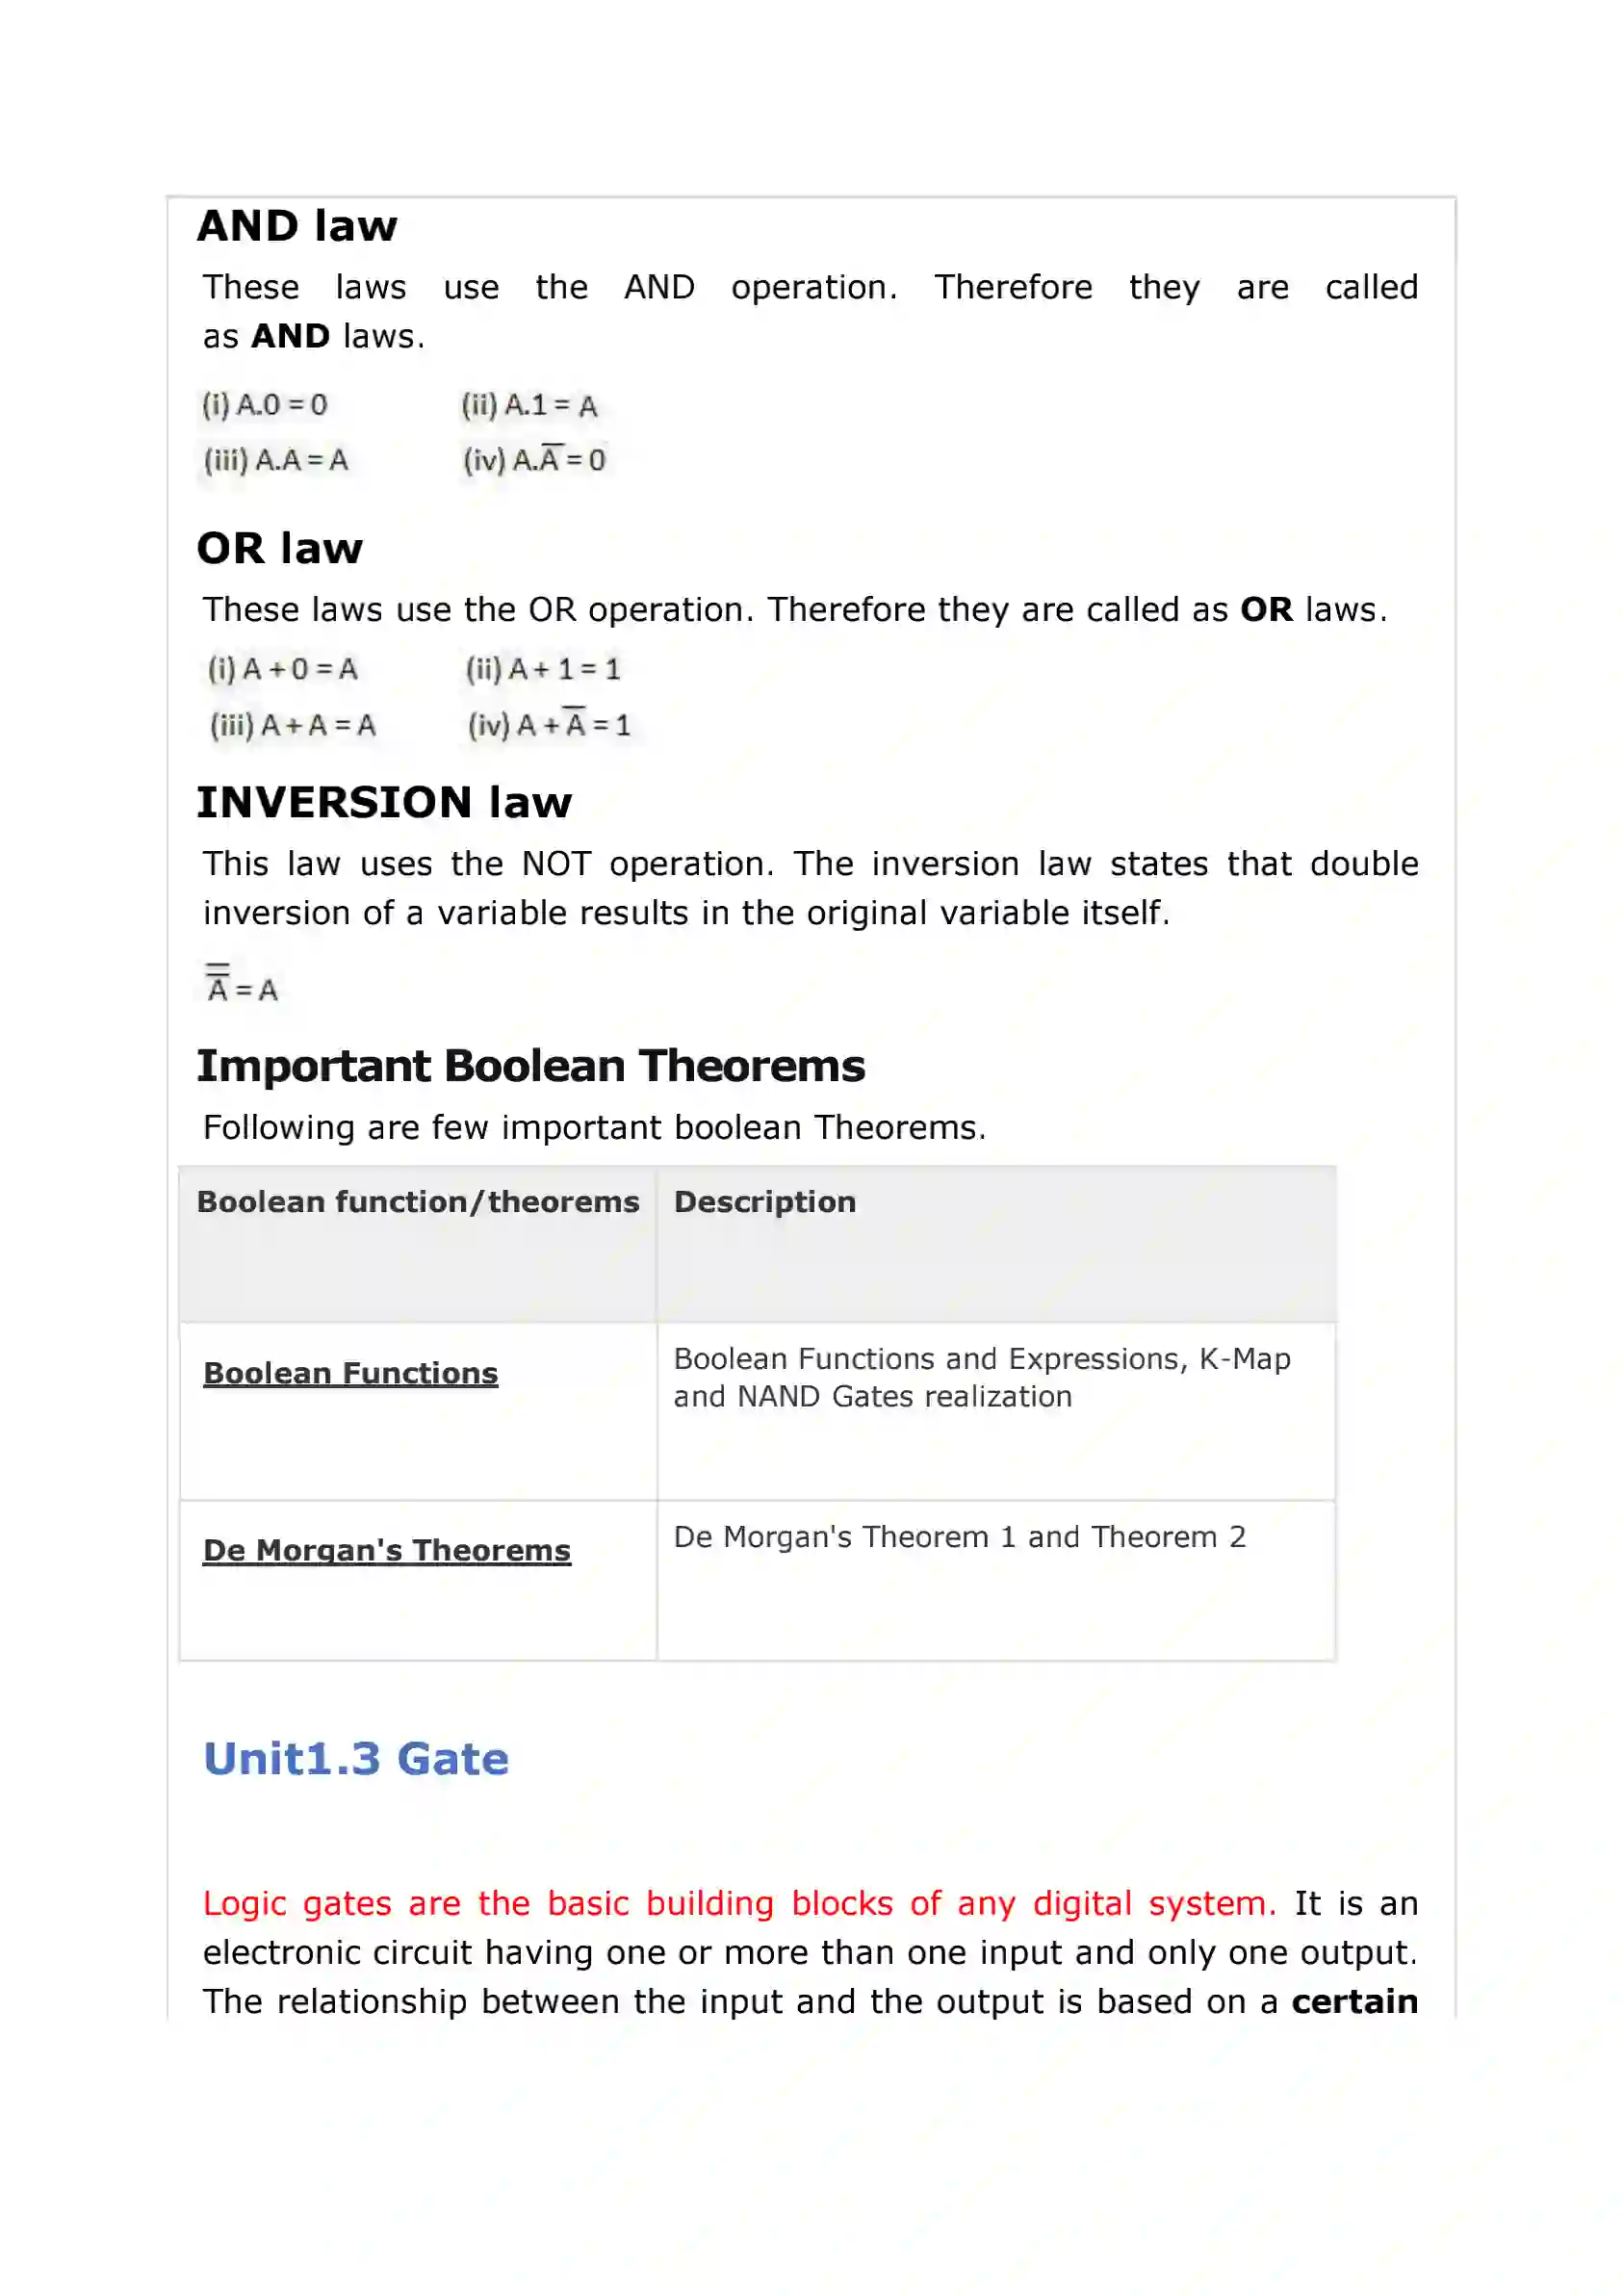 AND law
These laws use the AND operation. Therefore they are called
as AND laws.
(i) A.0 = 0 (ii) A.1 = A
(iii) A.A = A (iv) A.A̅ = 0
OR law
These laws use the OR operation. Therefore they are called as OR laws.
(i) A + 0 = A (ii) A + 1 = 1
(iii) A + A = A (iv) A + A̅ = 1
INVERSION law
This law uses the NOT operation. The inversion law states that double
inversion of a variable results in the original variable itself.
A̿ = A
Important Boolean Theorems
Following are few important boolean Theorems.
Boolean function/theorems Description
Boolean Functions Boolean Functions and Expressions, K-Map
and NAND Gates realization
De Morgan's Theorems De Morgan's Theorem 1 and Theorem 2
Unit1.3 Gate
Logic gates are the basic building blocks of any digital system. It is an
electronic circuit having one or more than one input and only one output.
The relationship between the input and the output is based on a certain